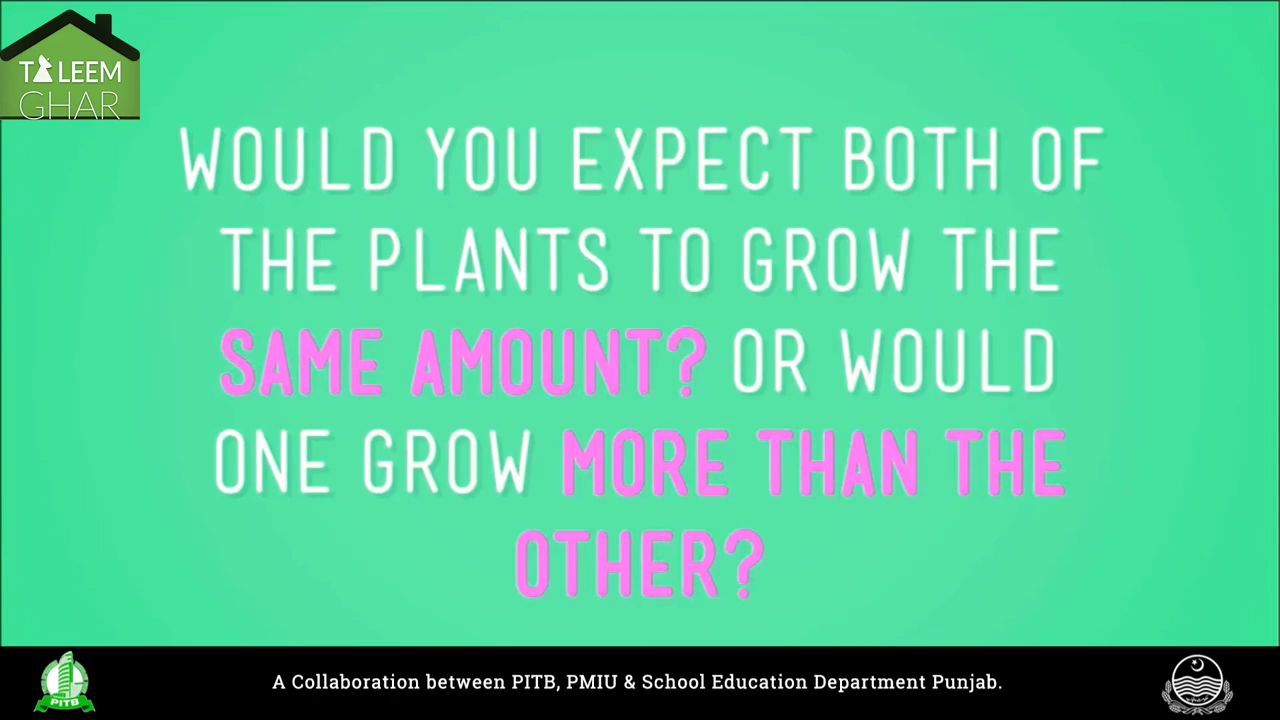 TALEEM
GHAR
WOULD YOU EXPECT BOTH OF
THE PLANTS TO GROW THE
SAME AMOUNT? OR WOULD
ONE GROW MORE THAN THE
OTHER?
PITB
A Collaboration between PITB, PMIU & School Education Department Punjab.